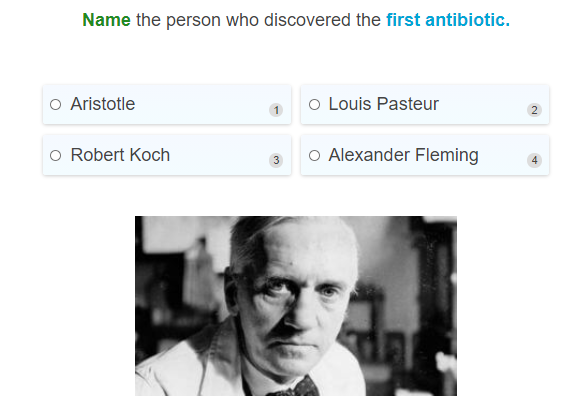 Name the person who discovered the first antibiotic.
Aristotle
1
Louis Pasteur
2
Robert Koch
3
Alexander Fleming
4